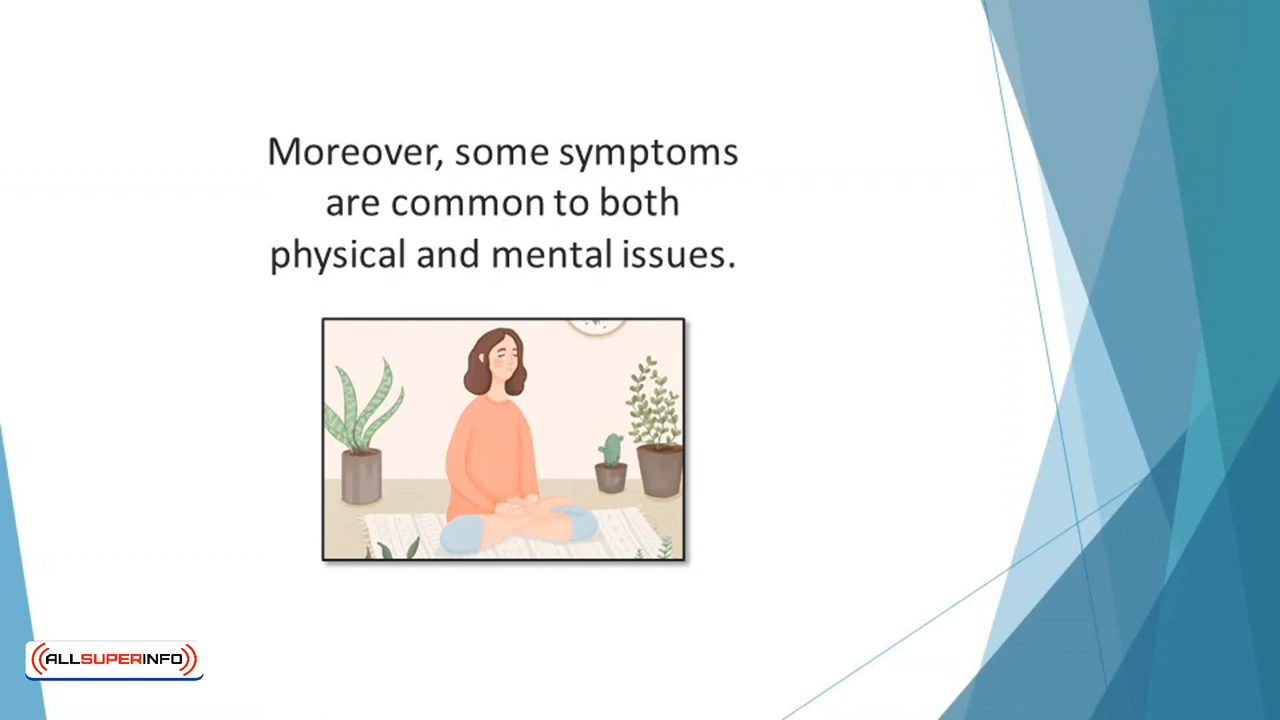 Moreover, some symptoms
are common to both
physical and mental issues.
ALLSUPERINFO